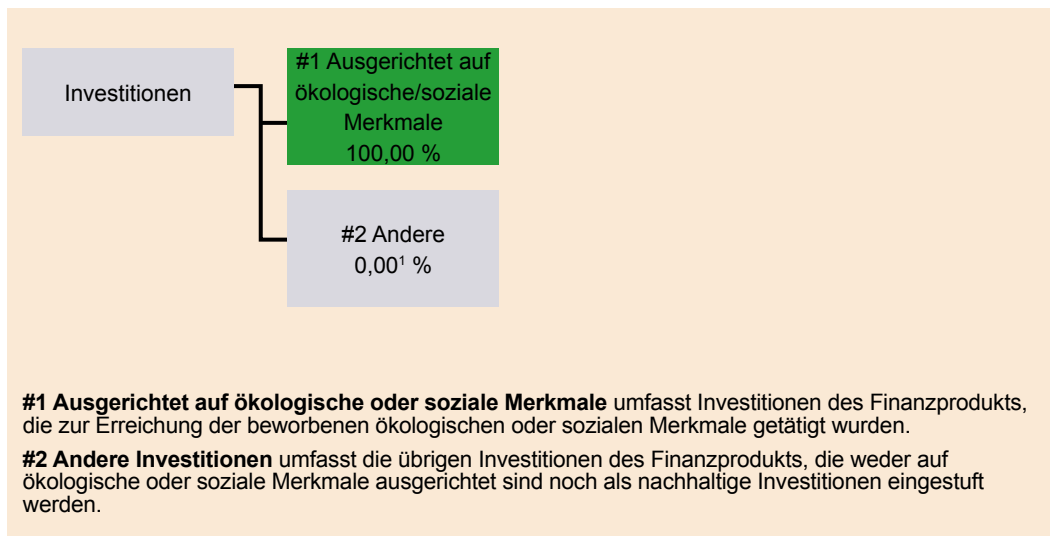 Investitionen
#1 Ausgerichtet auf
ökologische/soziale
Merkmale
100,00 %
#2 Andere
0,00¹ %
#1 Ausgerichtet auf ökologische oder soziale Merkmale umfasst Investitionen des Finanzprodukts,
die zur Erreichung der beworbenen ökologischen oder sozialen Merkmale getätigt wurden.
#2 Andere Investitionen umfasst die übrigen Investitionen des Finanzprodukts, die weder auf
ökologische oder soziale Merkmale ausgerichtet sind noch als nachhaltige Investitionen eingestuft
werden.